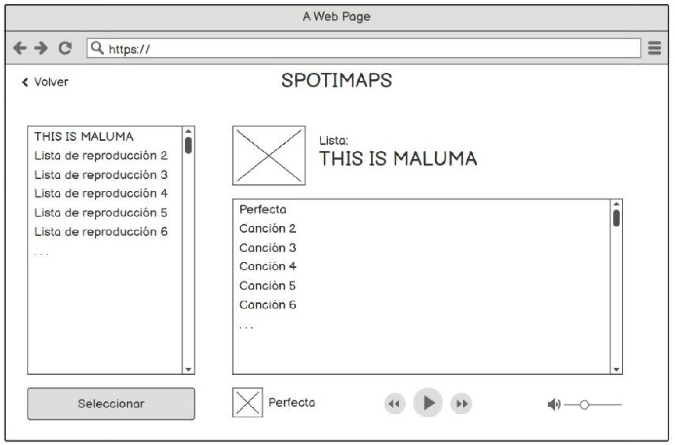 A Web Page
https://
Volver
SPOTIMAPS
THIS IS MALUMA
Lista de reproducción 2
Lista de reproducción 3
Lista de reproducción 4
Lista de reproducción 5
Lista de reproducción 6
...
Seleccionar
Lista:
THIS IS MALUMA
Perfecta
Canción 2
Canción 3
Canción 4
Canción 5
Canción 6
...
Perfecta